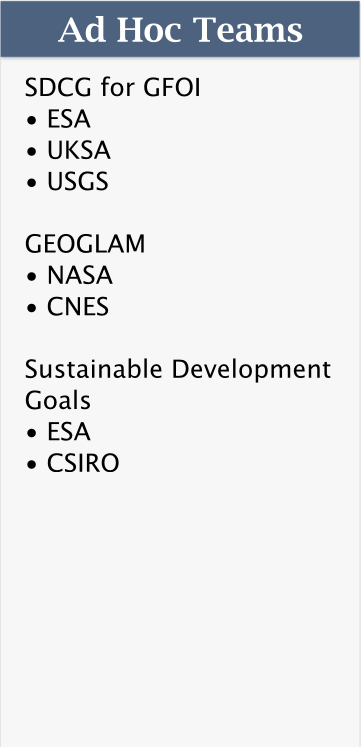 Ad Hoc Teams
SDCG for GFOI
• ESA
• UKSA
• USGS
GEOGLAM
• NASA
• CNES
Sustainable Development
Goals
• ESA
• CSIRO